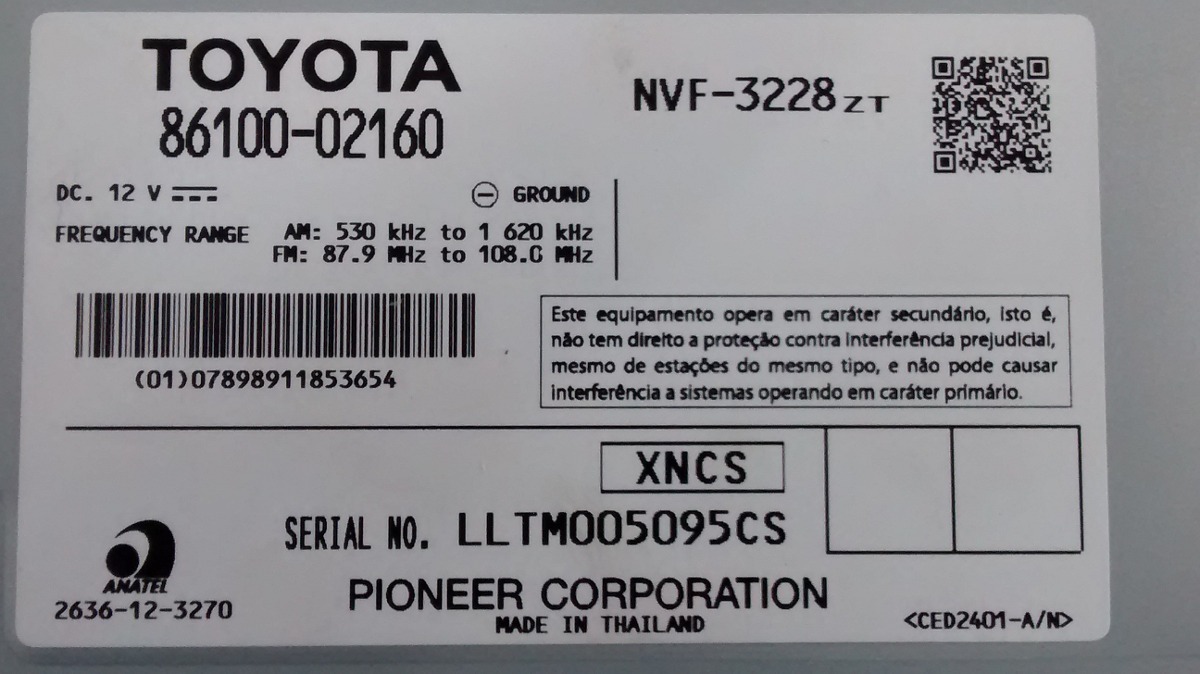 TOYOTA
86100-02160
NVF-3228ZT
DC. 12 V
GROUND
FREQUENCY RANGE AM: 530 kHz to 1 620 kHz
FM: 87.9 MHz to 108.0 MHz
(01)07898911853654
Este equipamento opera em caráter secundário, isto é,
não tem direito a proteção contra interferência prejudicial,
mesmo de estações do mesmo tipo, e não pode causar
interferência a sistemas operando em caráter primário.
XNCS
SERIAL NO. LLTM005095CS
ANATEL
2636-12-3270
PIONEER CORPORATION
MADE IN THAILAND
<CED2401-A/N>